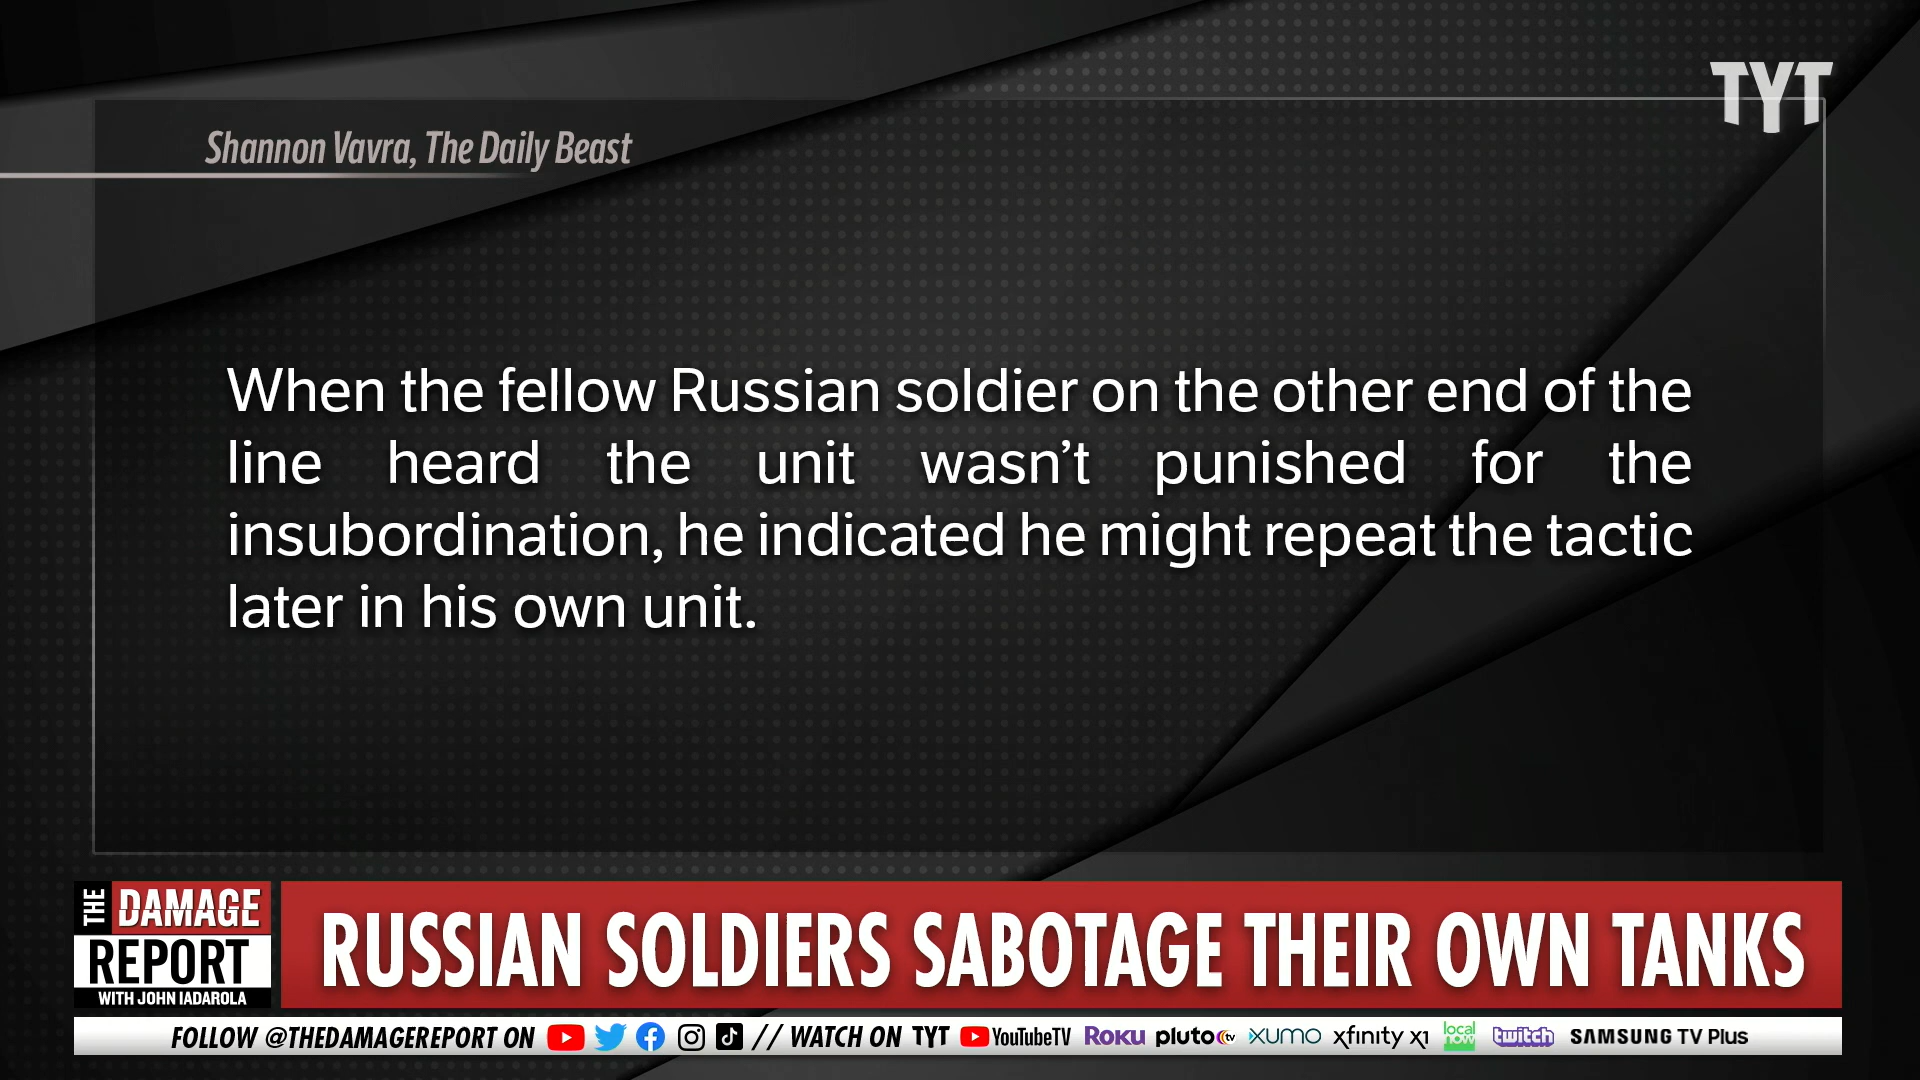 TYT
Shannon Vavra, The Daily Beast
When the fellow Russian soldier on the other end of the
line heard the unit wasn’t punished for the
insubordination, he indicated he might repeat the tactic
later in his own unit.
THE DAMAGE
REPORT
WITH JOHN IADAROLA
RUSSIAN SOLDIERS SABOTAGE THEIR OWN TANKS
FOLLOW @THEDAMAGEREPORT ON // WATCH ON TYT YouTubeTV ROKU pluto tv xumo xfinity x1 local now twitch SAMSUNG TV Plus